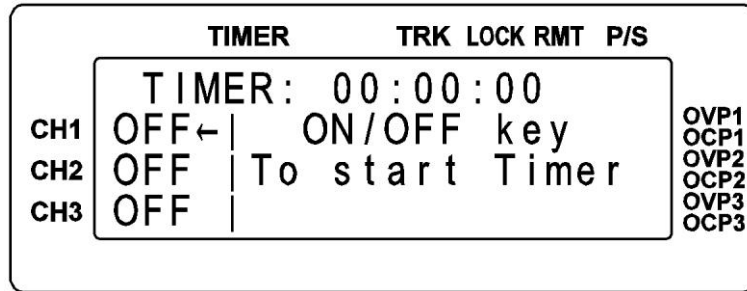 TIMER TRK LOCK RMT P/S
TIMER: 00:00:00
CH1 OFF←| ON/OFF key OVP1
OCP1
CH2 OFF |To start Timer OVP2
OCP2
CH3 OFF | OVP3
OCP3